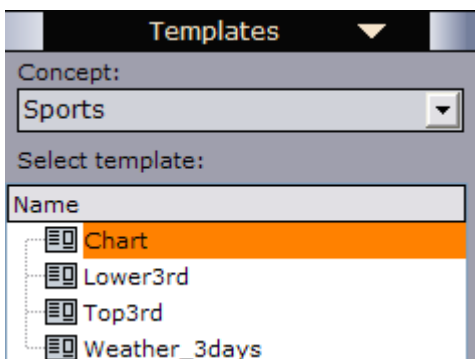 Templates
Concept:
Sports
Select template:
Name
Chart
Lower3rd
Top3rd
Weather_3days